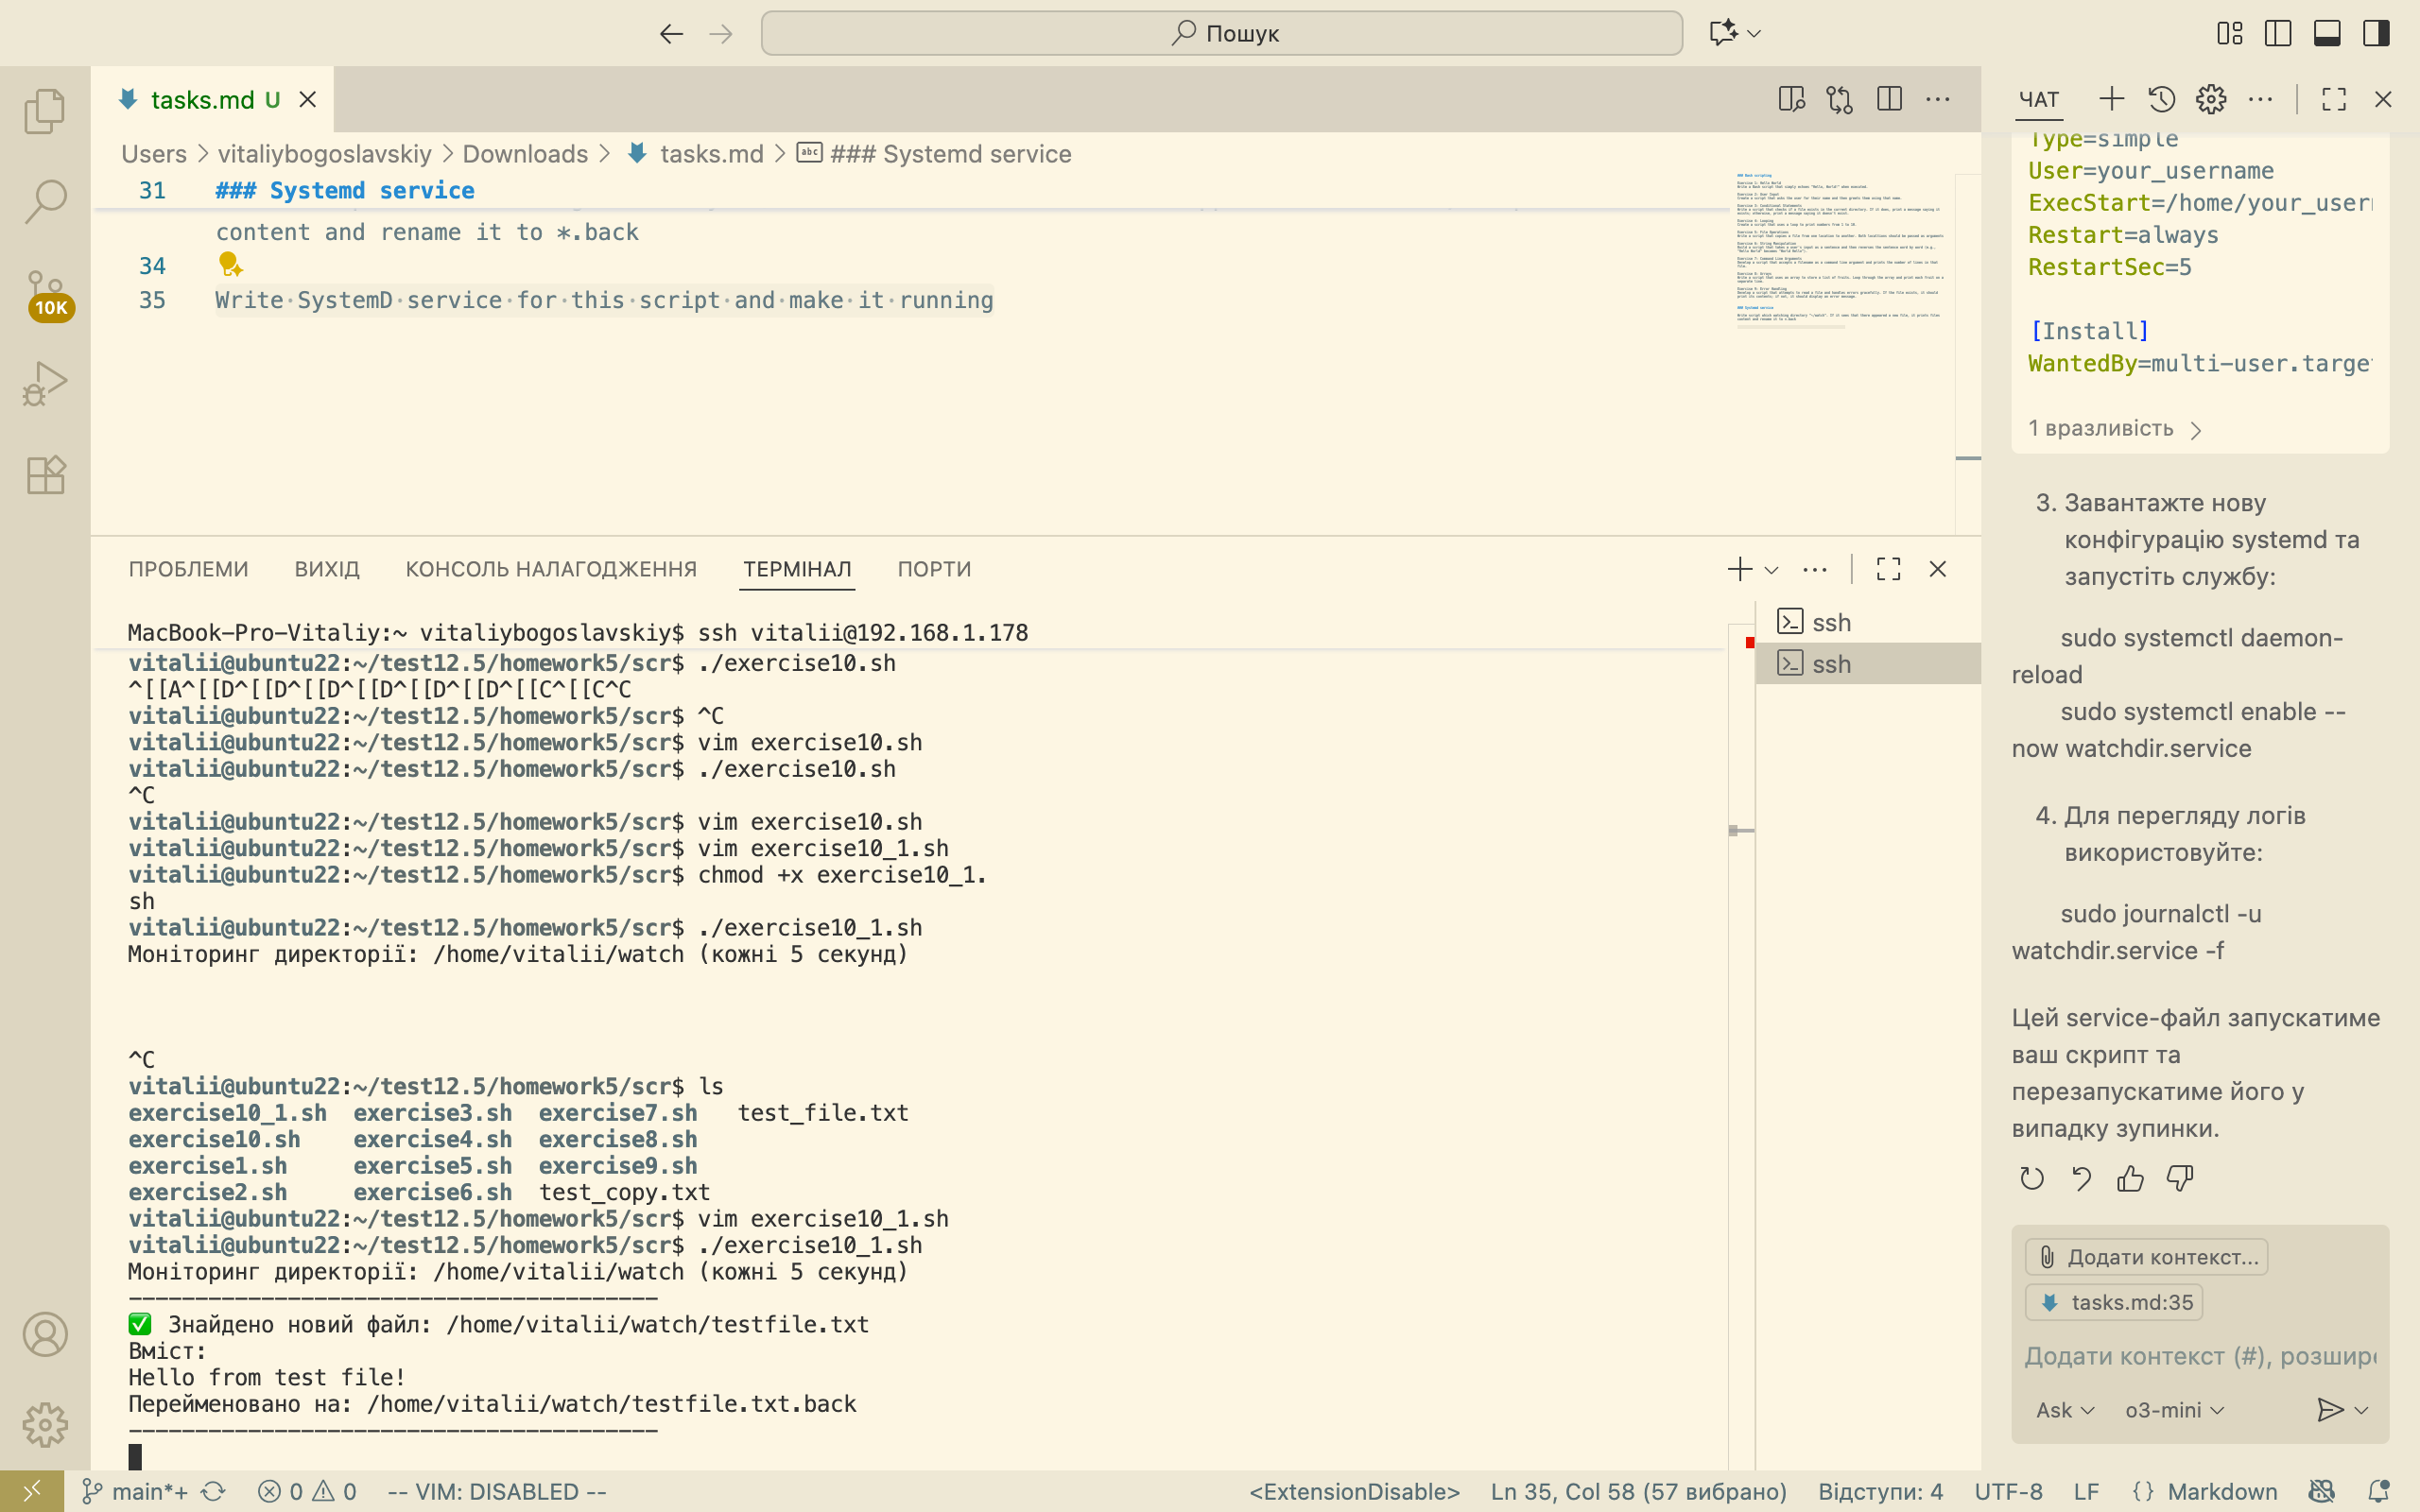 Пошук
tasks.md U
Users > vitaliybogoslavskiy > Downloads > tasks.md > ### Systemd service
31 ### Systemd service
content and rename it to *.back
34
35 Write SystemD service for this script and make it running
10K
ПРОБЛЕМИ ВИХІД КОНСОЛЬ НАЛАГОДЖЕННЯ ТЕРМІНАЛ ПОРТИ
MacBook-Pro-Vitaliy:~ vitaliybogoslavskiy$ ssh vitalii@192.168.1.178
vitalii@ubuntu22:~/test12.5/homework5/scr$ ./exercise10.sh
^[[A^[[D^[[D^[[D^[[D^[[D^[[D^[[C^[[C^C
vitalii@ubuntu22:~/test12.5/homework5/scr$ ^C
vitalii@ubuntu22:~/test12.5/homework5/scr$ vim exercise10.sh
vitalii@ubuntu22:~/test12.5/homework5/scr$ ./exercise10.sh
^C
vitalii@ubuntu22:~/test12.5/homework5/scr$ vim exercise10.sh
vitalii@ubuntu22:~/test12.5/homework5/scr$ vim exercise10_1.sh
vitalii@ubuntu22:~/test12.5/homework5/scr$ chmod +x exercise10_1.
sh
vitalii@ubuntu22:~/test12.5/homework5/scr$ ./exercise10_1.sh
Моніторинг директорії: /home/vitalii/watch (кожні 5 секунд)
^C
vitalii@ubuntu22:~/test12.5/homework5/scr$ ls
exercise10_1.sh exercise3.sh exercise7.sh test_file.txt
exercise10.sh exercise4.sh exercise8.sh
exercise1.sh exercise5.sh exercise9.sh
exercise2.sh exercise6.sh test_copy.txt
vitalii@ubuntu22:~/test12.5/homework5/scr$ vim exercise10_1.sh
vitalii@ubuntu22:~/test12.5/homework5/scr$ ./exercise10_1.sh
Моніторинг директорії: /home/vitalii/watch (кожні 5 секунд)
----------------------------------------
✅ Знайдено новий файл: /home/vitalii/watch/testfile.txt
Вміст:
Hello from test file!
Перейменовано на: /home/vitalii/watch/testfile.txt.back
----------------------------------------
ssh
ssh
ЧАТ
Type=simple
User=your_username
ExecStart=/home/your_user
Restart=always
RestartSec=5
[Install]
WantedBy=multi-user.targe
1 вразливість >
3. Завантажте нову
конфігурацію systemd та
запустіть службу:
sudo systemctl daemon-
reload
sudo systemctl enable --
now watchdir.service
4. Для перегляду логів
використовуйте:
sudo journalctl -u
watchdir.service -f
Цей service-файл запускатиме
ваш скрипт та
перезапускатиме його у
випадку зупинки.
Додати контекст...
tasks.md:35
Додати контекст (#), розшир
Ask o3-mini
main*+ 0 0 -- VIM: DISABLED --
<ExtensionDisable> Ln 35, Col 58 (57 вибрано) Відступи: 4 UTF-8 LF {} Markdown